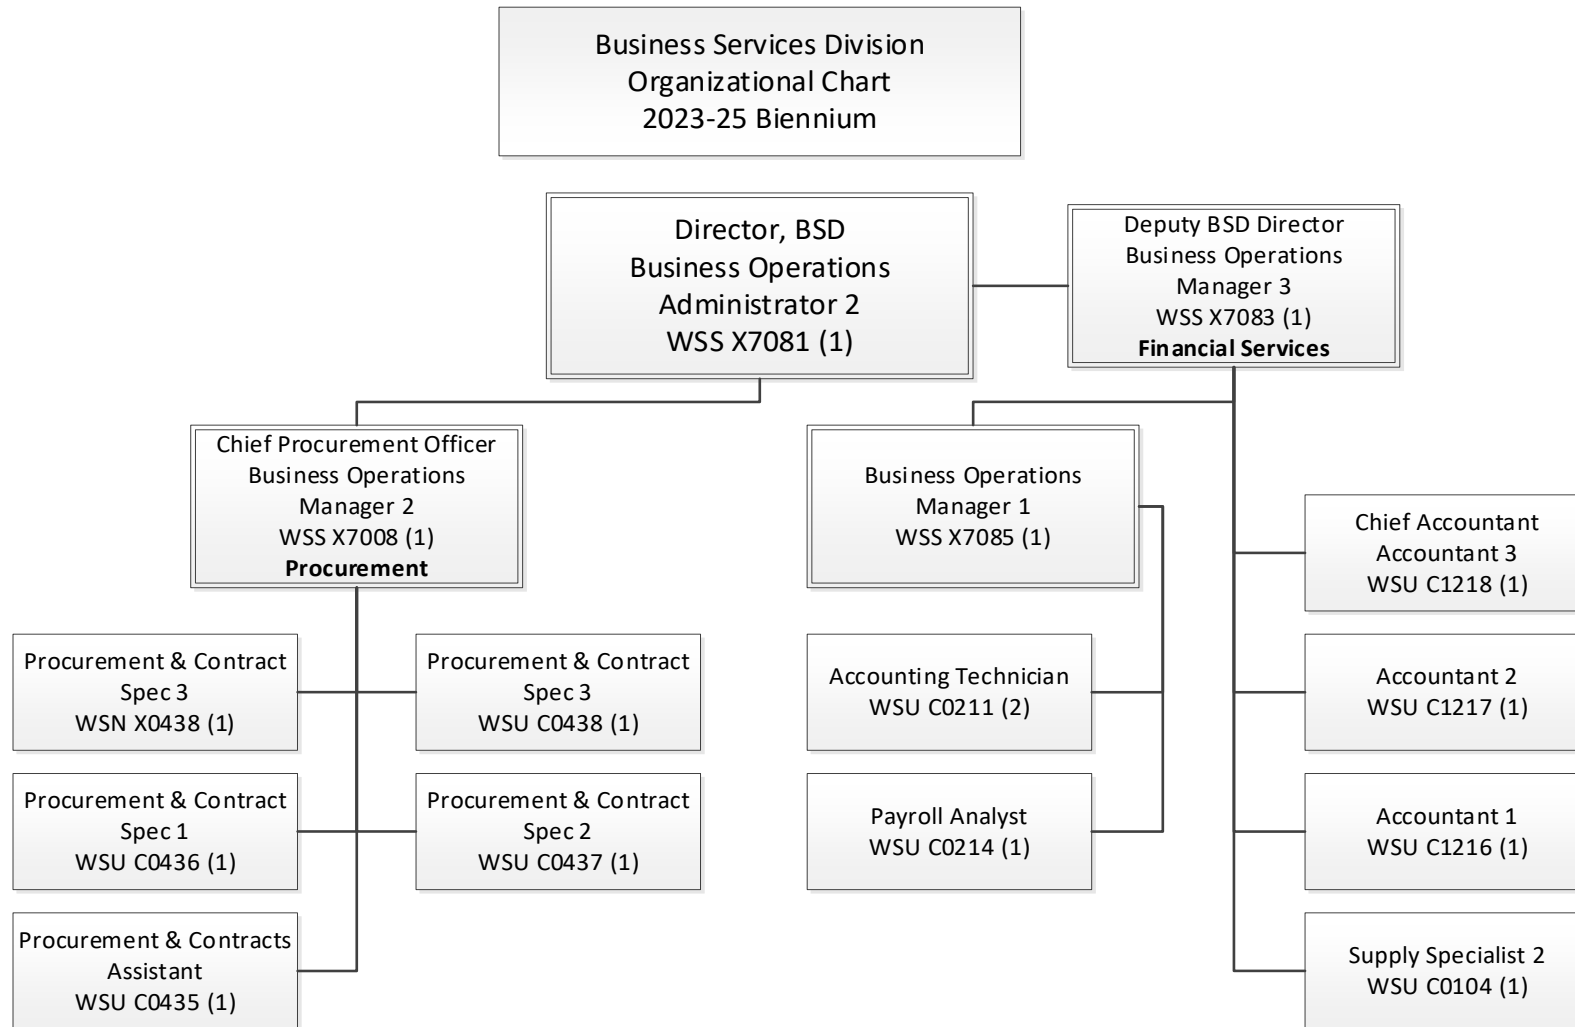 Business Services Division
Organizational Chart
2023-25 Biennium
Director, BSD
Business Operations
Administrator 2
WSS X7081 (1)
Deputy BSD Director
Business Operations
Manager 3
WSS X7083 (1)
Financial Services
Chief Procurement Officer
Business Operations
Manager 2
WSS X7008 (1)
Procurement
Business Operations
Manager 1
WSS X7085 (1)
Chief Accountant
Accountant 3
WSU C1218 (1)
Procurement & Contract
Spec 3
WSN X0438 (1)
Procurement & Contract
Spec 3
WSU C0438 (1)
Accounting Technician
WSU C0211 (2)
Accountant 2
WSU C1217 (1)
Procurement & Contract
Spec 1
WSU C0436 (1)
Procurement & Contract
Spec 2
WSU C0437 (1)
Payroll Analyst
WSU C0214 (1)
Accountant 1
WSU C1216 (1)
Procurement & Contracts
Assistant
WSU C0435 (1)
Supply Specialist 2
WSU C0104 (1)